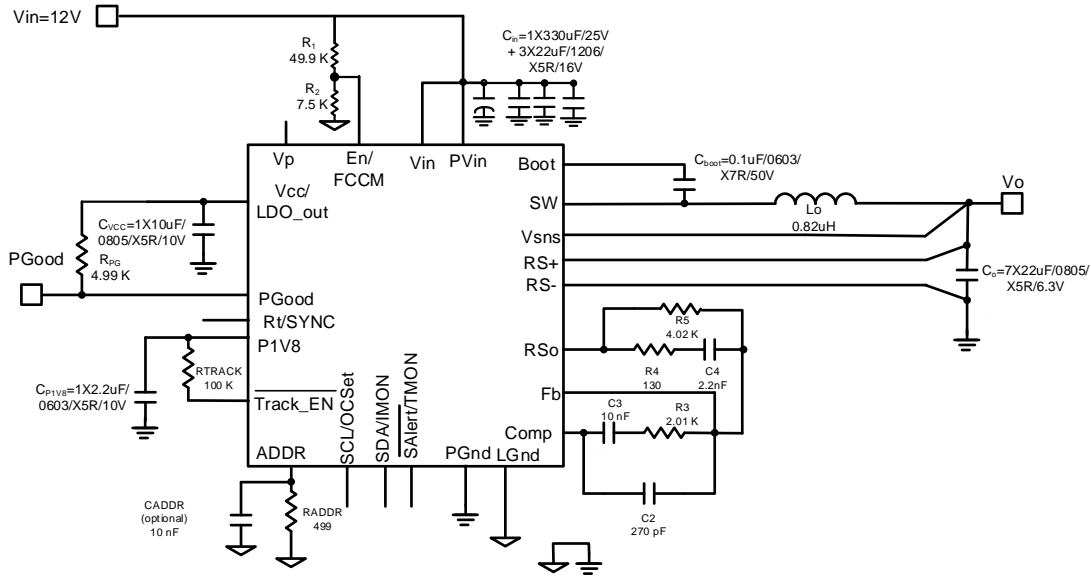 Vin=12V
R1
49.9 K
R2
7.5 K
Cin=1X330uF/25V
+ 3X22uF/1206/
X5R/16V
Vp
En/
FCCM
Vin
PVin
Boot
Cboot=0.1uF/0603/
X7R/50V
Vcc/
LDO_out
SW
Lo
0.82uH
Vo
CVCC=1X10uF/
0805/X5R/10V
Vsns
PGood
RPG
4.99 K
RS+
RS-
Co=7X22uF/0805/
X5R/6.3V
PGood
Rt/SYNC
P1V8
R5
4.02 K
RSo
R4
130
C4
2.2nF
CP1V8=1X2.2uF/
0603/X5R/10V
RTRACK
100 K
Track_EN
Fb
C3
10 nF
R3
2.01 K
Comp
ADDR
SCL/OCSet
SDA/IMON
SAlert/TMON
PGnd
LGnd
C2
270 pF
CADDR
(optional)
10 nF
RADDR
499